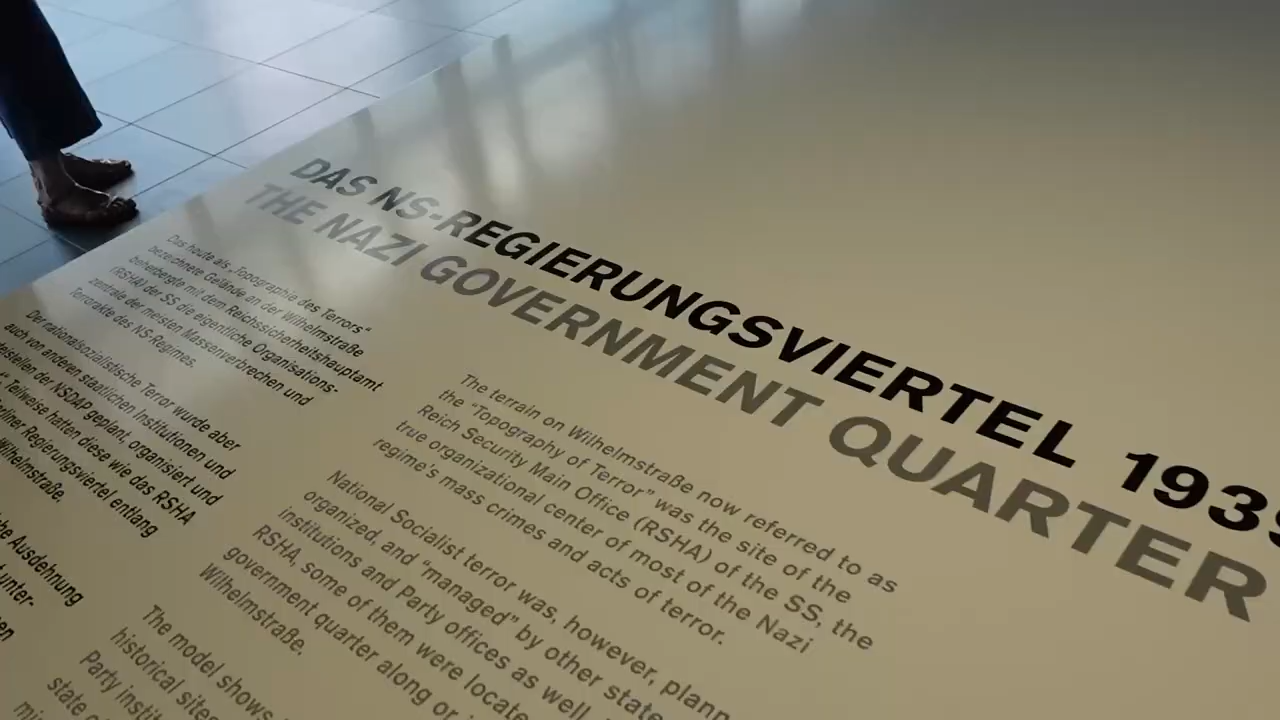 DAS NS-REGIERUNGSVIERTEL 193
THE NAZI GOVERNMENT QUARTER
Das heute als „Topographie des Terrors“
bezeichnete Gelände an der Wilhelmstraße
beherbergte mit dem Reichssicherheitshauptamt
(RSHA) der SS die eigentliche Organisations-
zentrale der meisten Massenverbrechen und
Terrorakte des NS-Regimes.
Der nationalsozialistische Terror wurde aber
auch von anderen staatlichen Institutionen und
der NSDAP geplant, organisiert und
Teilweise hatten diese wie das RSHA
Regierungsviertel entlang
Wilhelmstraße.
Ausdehnung
unter-
The terrain on Wilhelmstraße now referred to as
the “Topography of Terror” was the site of the
Reich Security Main Office (RSHA) of the SS, the
true organizational center of most of the Nazi
regime's mass crimes and acts of terror.
National Socialist terror was, however, plann
organized, and “managed” by other state
institutions and Party offices as well.
RSHA, some of them were locate
government quarter along or
Wilhelmstraße.
The model shows
historical sites
Party instit
state